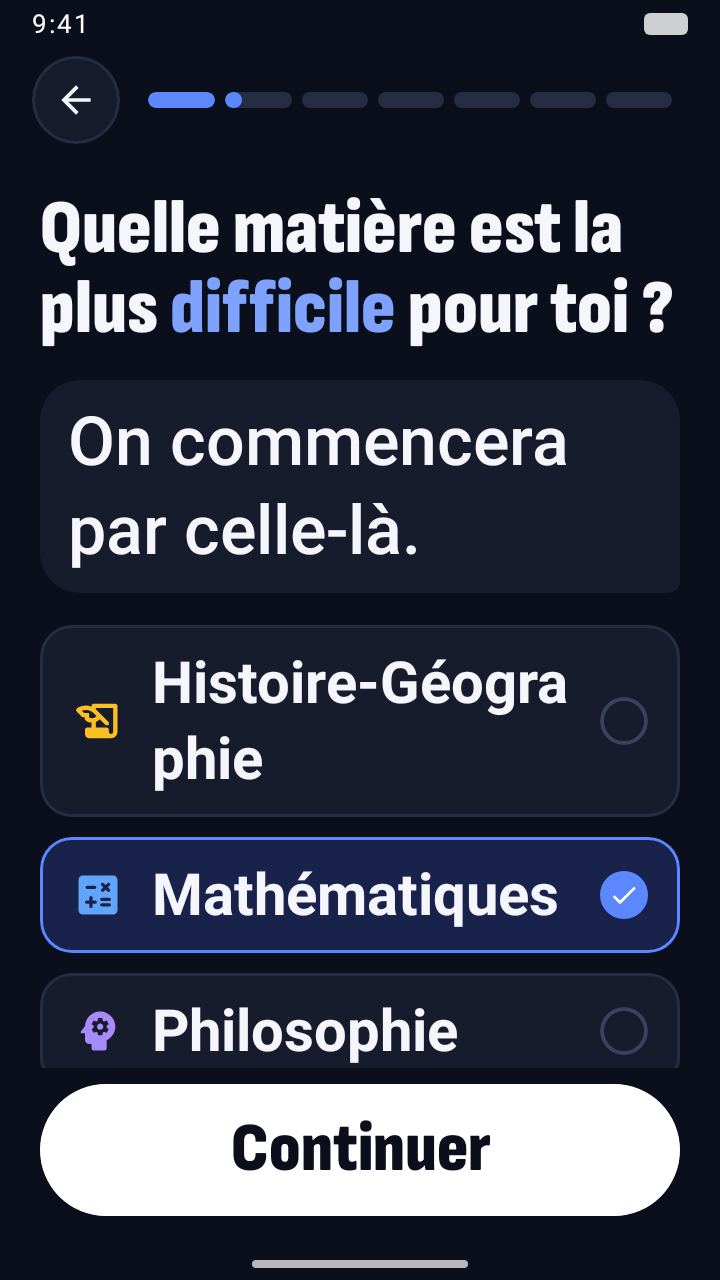 9:41
Quelle matière est la
plus difficile pour toi ?
On commencera
par celle-là.
Histoire-Géogra
phie
Mathématiques
Philosophie
Continuer